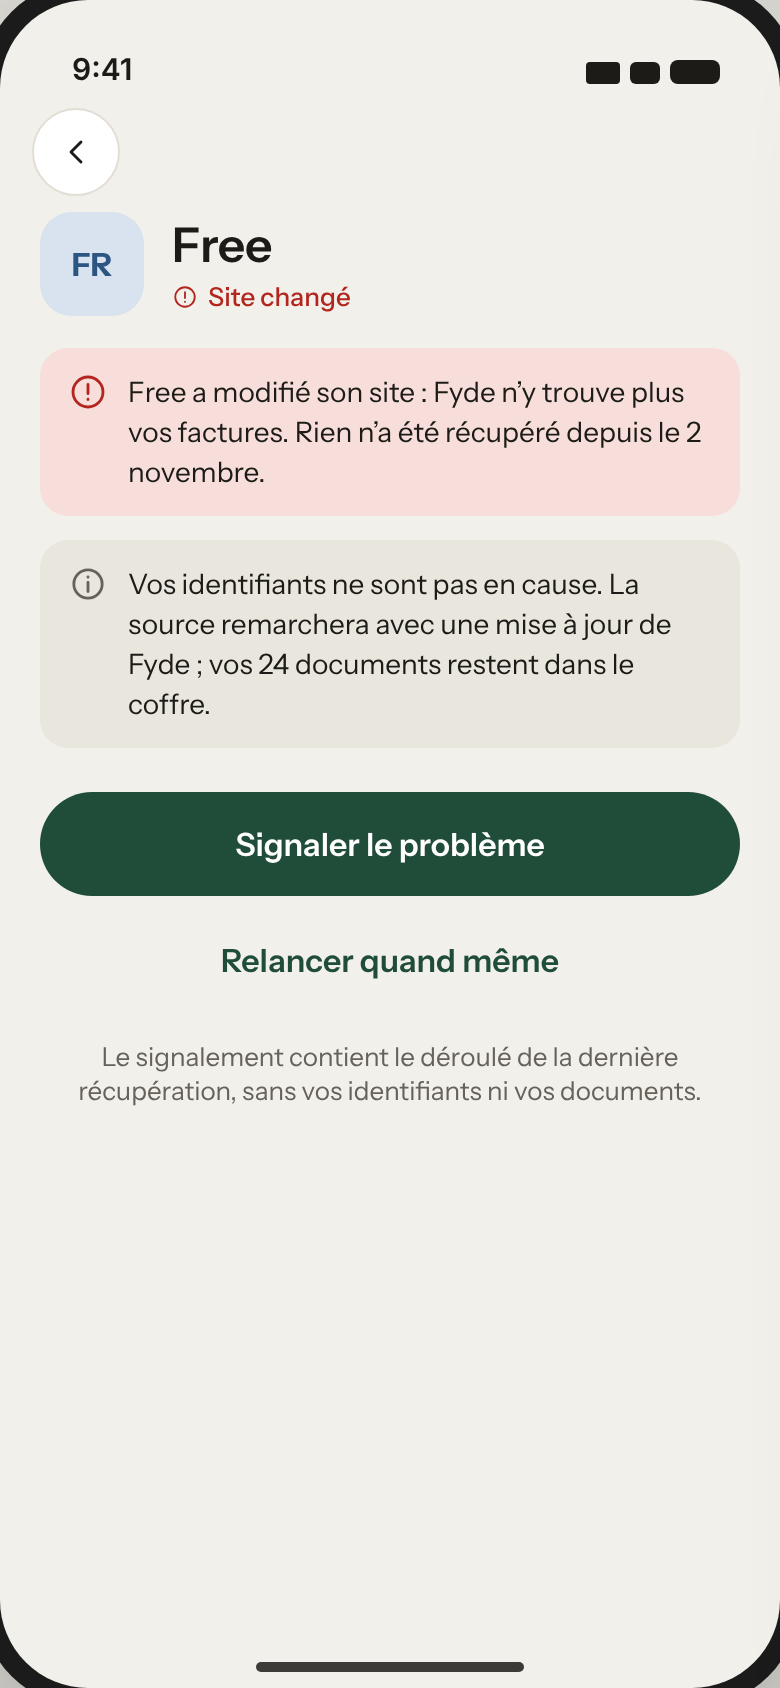 9:41
FR
Free
Site changé
Free a modifié son site : Fyde n’y trouve plus
vos factures. Rien n’a été récupéré depuis le 2
novembre.
Vos identifiants ne sont pas en cause. La
source remarchera avec une mise à jour de
Fyde ; vos 24 documents restent dans le
coffre.
Signaler le problème
Relancer quand même
Le signalement contient le déroulé de la dernière
récupération, sans vos identifiants ni vos documents.